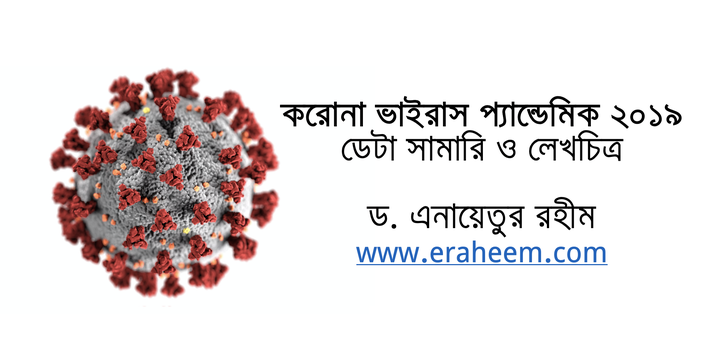 করোনা ভাইরাস প্যান্ডেমিক ২০১৯
ডেটা সামারি ও লেখচিত্র
ড. এনায়েতুর রহীম
www.eraheem.com